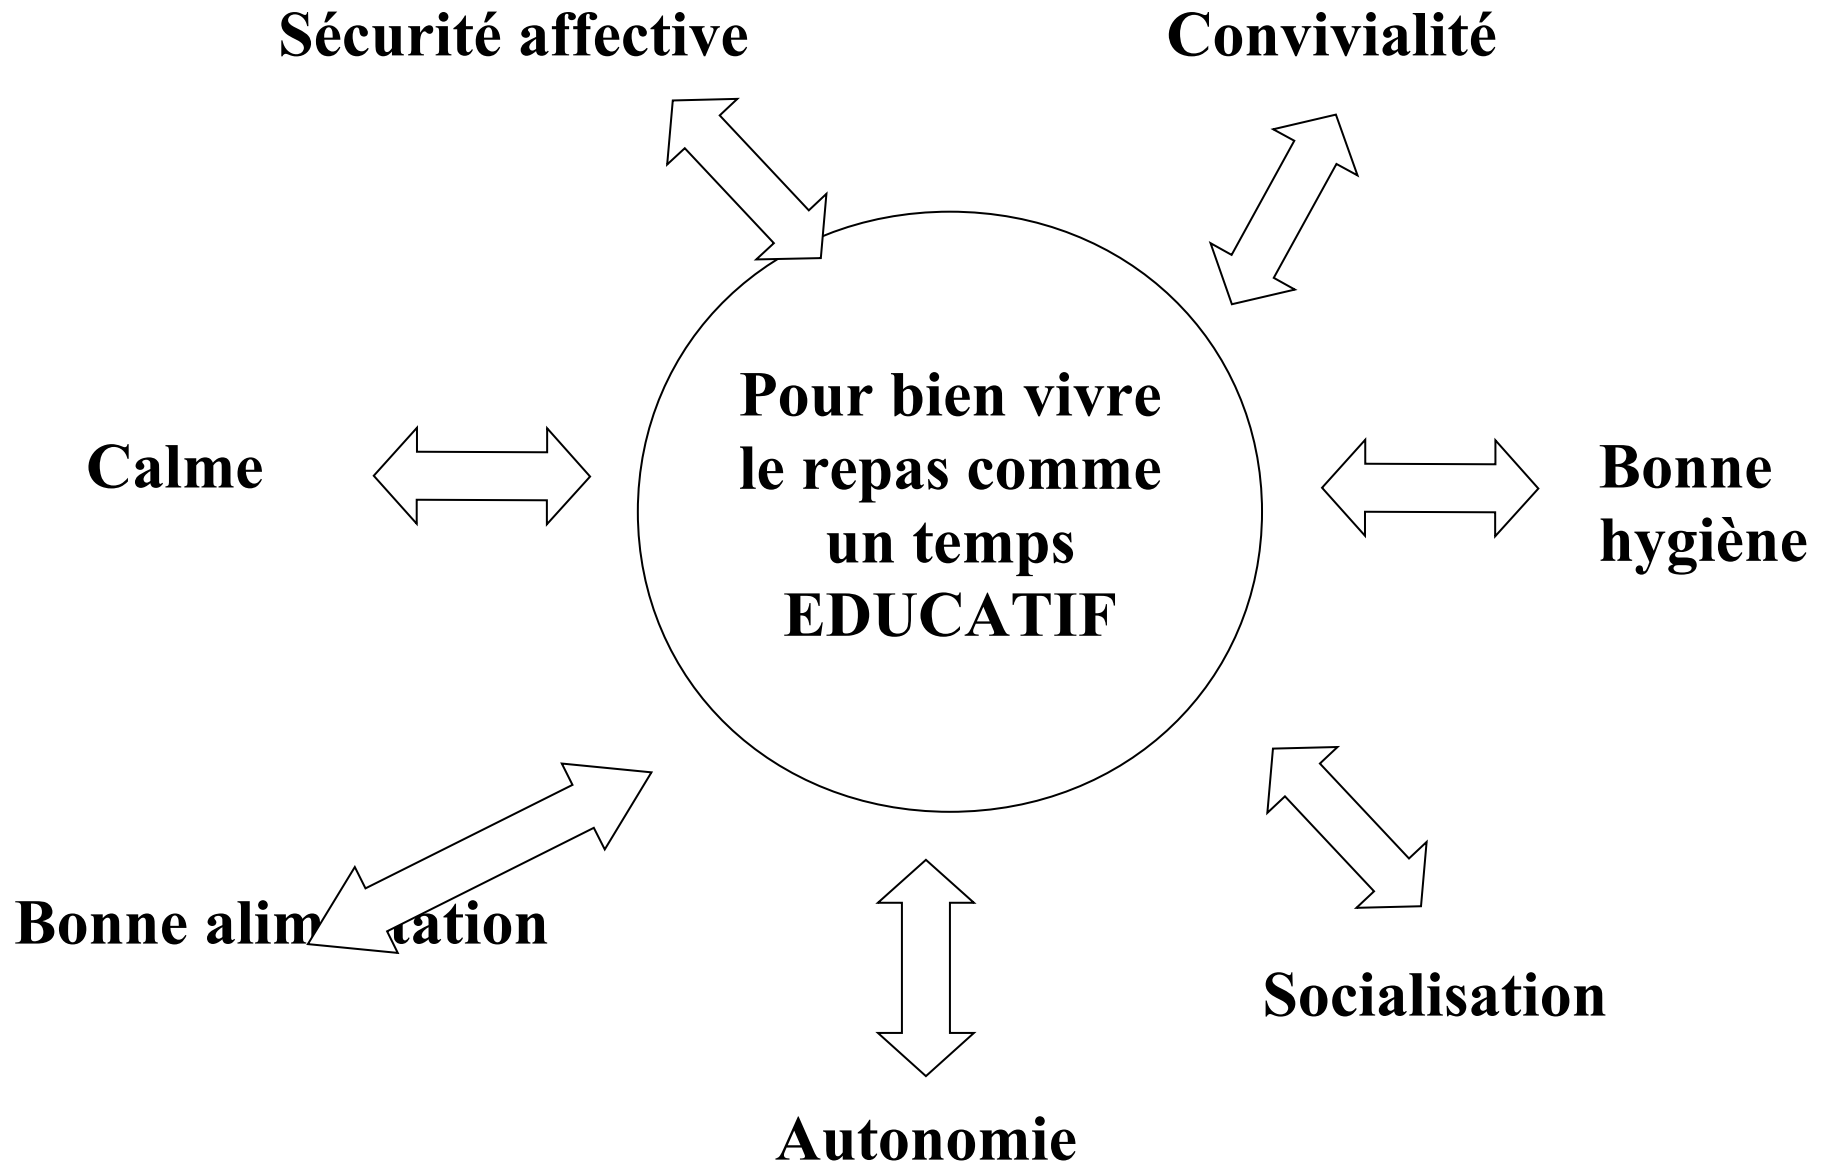 Sécurité affective
Convivialité
Pour bien vivre
le repas comme
un temps
EDUCATIF
Calme
Bonne
hygiène
Bonne
Socialisation
Autonomie